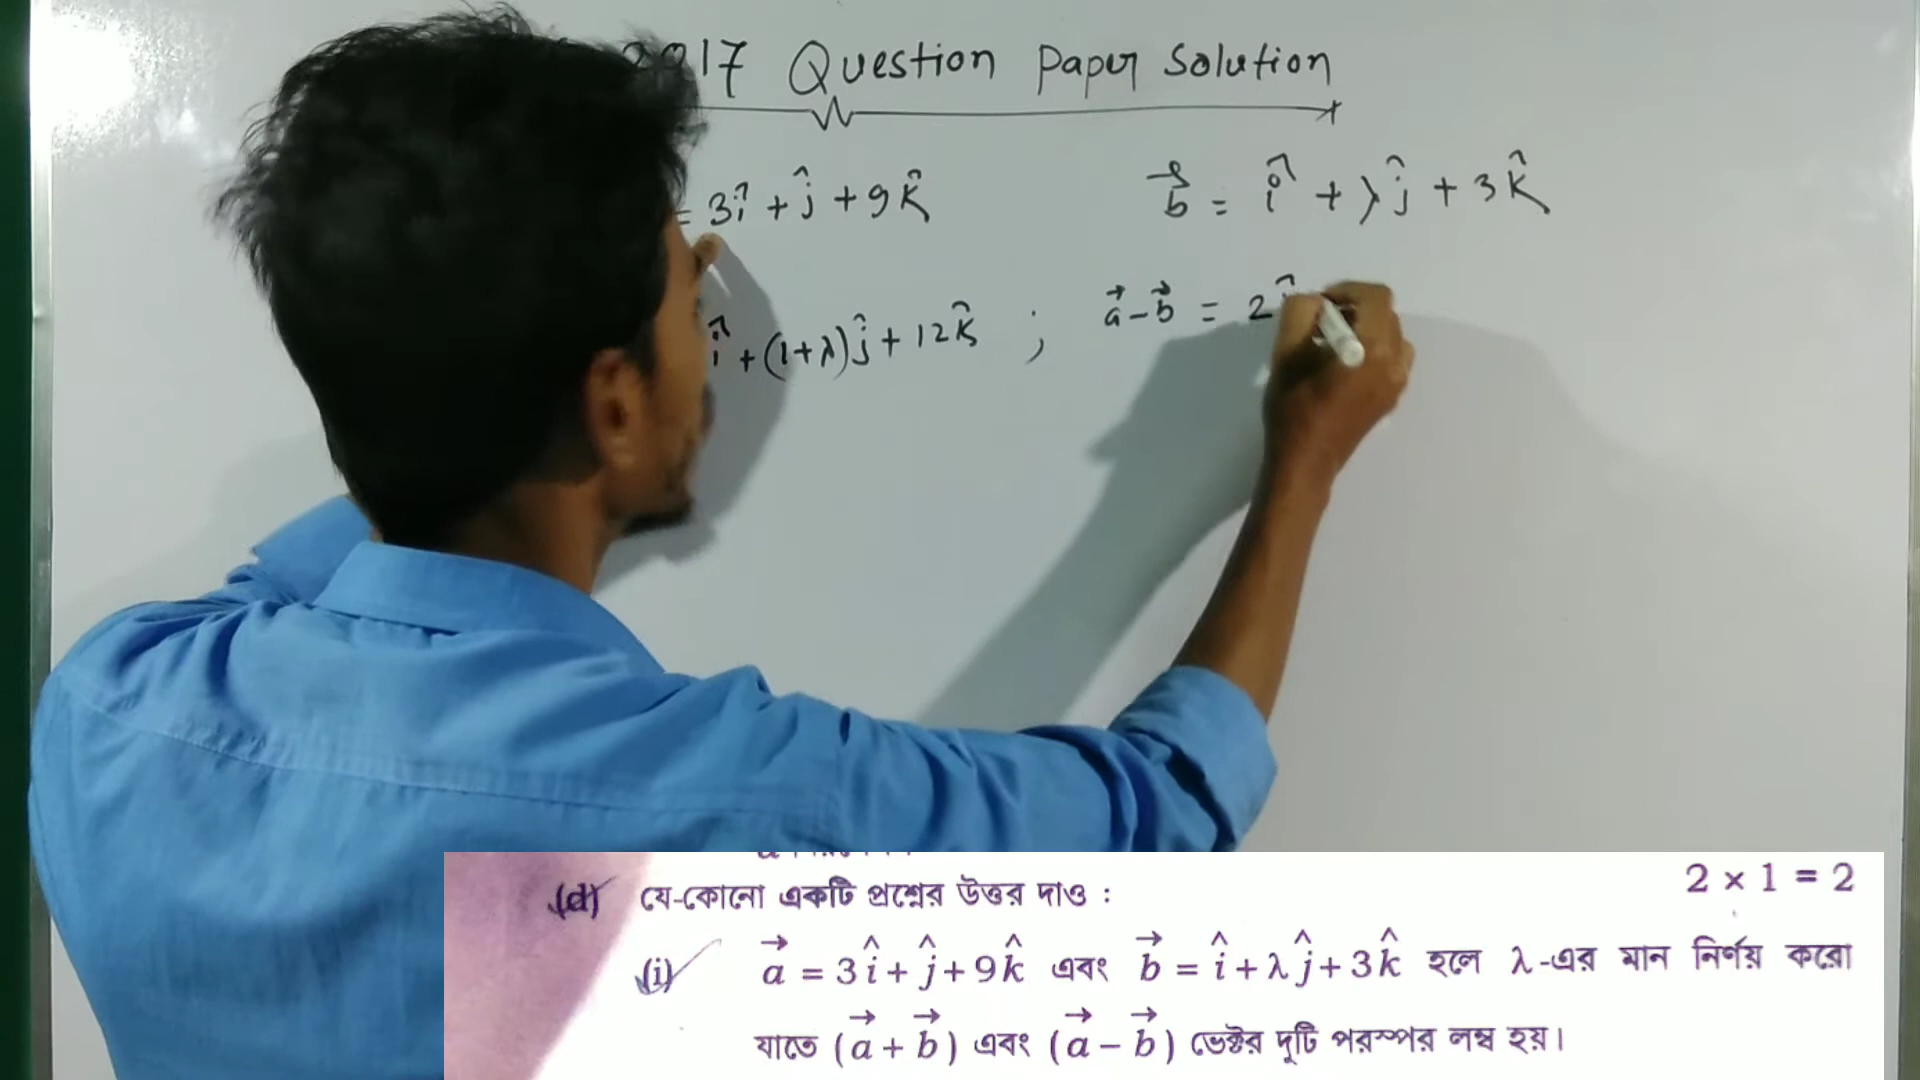 2017 Question Paper Solution
= 3î + ĵ + 9k̂
b⃗ = î + λĵ + 3k̂
î + (1+λ)ĵ + 12k̂ ; a⃗ - b⃗ = 2î
(d) যে-কোনো একটি প্রশ্নের উত্তর দাও : 2 × 1 = 2
(i) a⃗ = 3î + ĵ + 9k̂ এবং b⃗ = î + λĵ + 3k̂ হলে λ-এর মান নির্ণয় করো
যাতে (a⃗ + b⃗) এবং (a⃗ − b⃗) ভেক্টর দুটি পরস্পর লম্ব হয়।